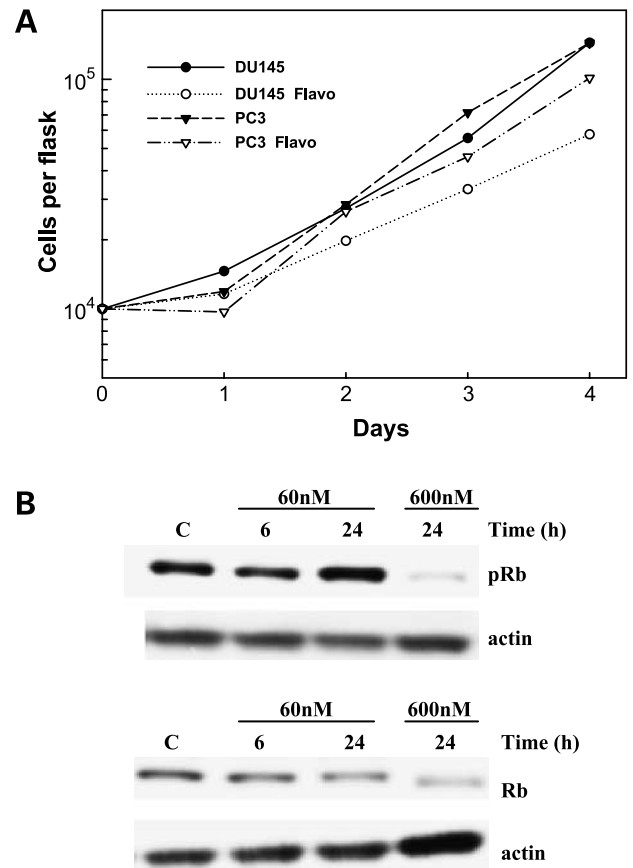 A
10^5
10^4
Cells per flask
DU145
DU145 Flavo
PC3
PC3 Flavo
0 1 2 3 4
Days
B
60nM 600nM
C 6 24 24 Time (h)
pRb
actin
60nM 600nM
C 6 24 24 Time (h)
Rb
actin